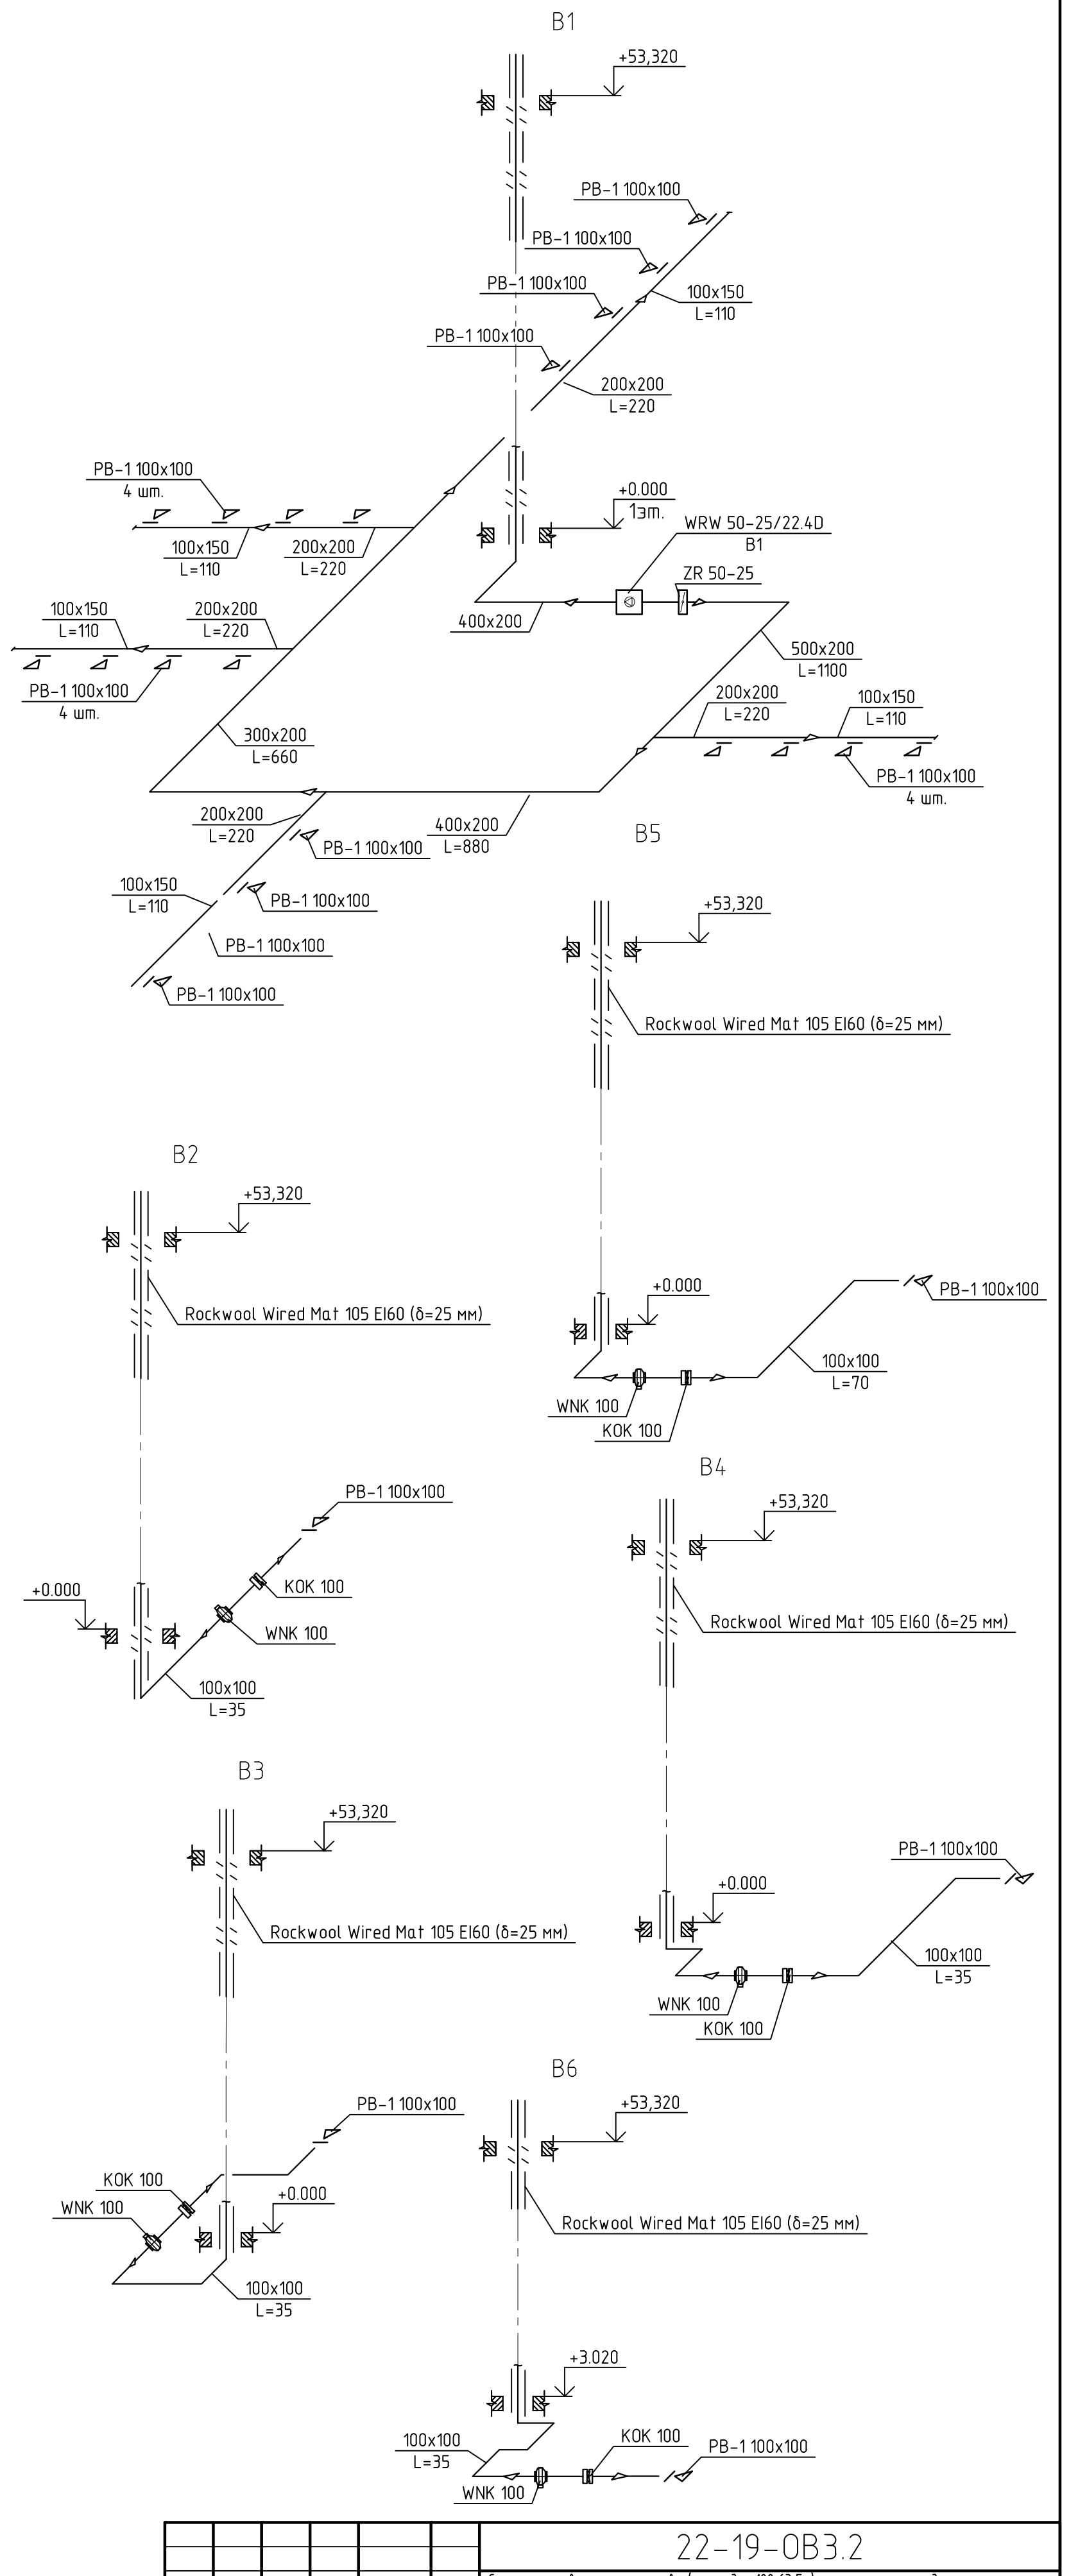 В1
+53,320
РВ-1 100х100
РВ-1 100х100
РВ-1 100х100
100х150
L=110
РВ-1 100х100
200х200
L=220
РВ-1 100х100
4 шт.
100х150
L=110
200х200
L=220
+0.000
1эт.
WRW 50-25/22.4D
В1
ZR 50-25
400х200
100х150
L=110
200х200
L=220
РВ-1 100х100
4 шт.
500х200
L=1100
200х200
L=220
100х150
L=110
РВ-1 100х100
4 шт.
300х200
L=660
200х200
L=220
400х200
L=880
РВ-1 100х100
100х150
L=110
РВ-1 100х100
РВ-1 100х100
РВ-1 100х100
В5
+53,320
Rockwool Wired Mat 105 EI60 (δ=25 мм)
+0.000
РВ-1 100х100
100х100
L=70
WNK 100
KOK 100
В2
+53,320
Rockwool Wired Mat 105 EI60 (δ=25 мм)
РВ-1 100х100
+0.000
KOK 100
WNK 100
100х100
L=35
В4
+53,320
Rockwool Wired Mat 105 EI60 (δ=25 мм)
РВ-1 100х100
+0.000
100х100
L=35
WNK 100
KOK 100
В3
+53,320
Rockwool Wired Mat 105 EI60 (δ=25 мм)
РВ-1 100х100
KOK 100
WNK 100
+0.000
100х100
L=35
В6
+53,320
Rockwool Wired Mat 105 EI60 (δ=25 мм)
+3.020
100х100
L=35
KOK 100
РВ-1 100х100
WNK 100
22-19-ОВ3.2